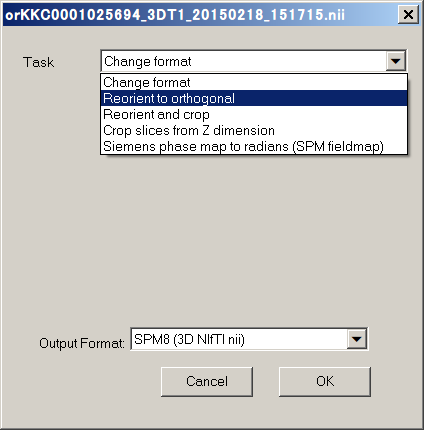 orKKC0001025694_3DT1_20150218_151715.nii
Task
Change format
Change format
Reorient to orthogonal
Reorient and crop
Crop slices from Z dimension
Siemens phase map to radians (SPM fieldmap)
Output Format:
SPM8 (3D NIfTI nii)
Cancel
OK